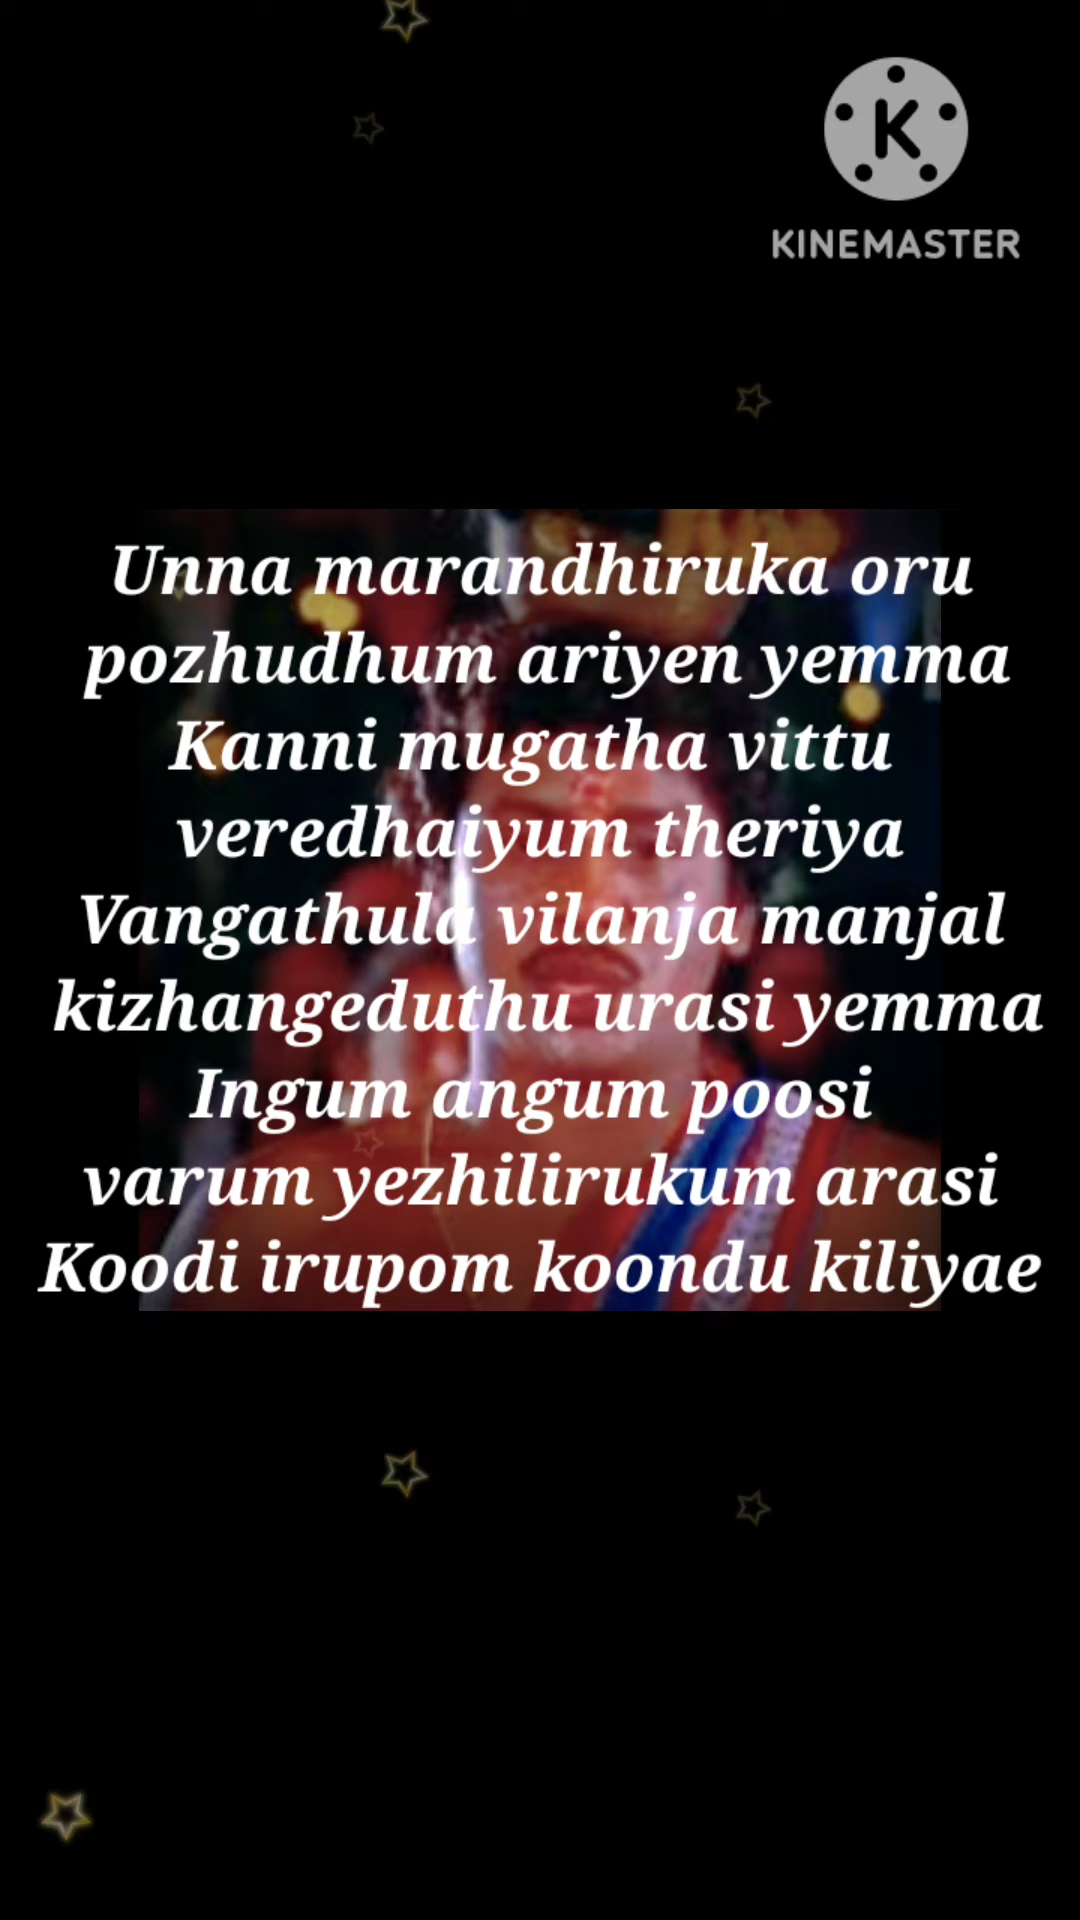 KINEMASTER
Unna marandhiruka oru
pozhudhum ariyen yemma
Kanni mugatha vittu
veredhaiyum theriya
Vangathula vilanja manjal
kizhangeduthu urasi yemma
Ingum angum poosi
varum yezhilirukum arasi
Koodi irupom koondu kiliyae